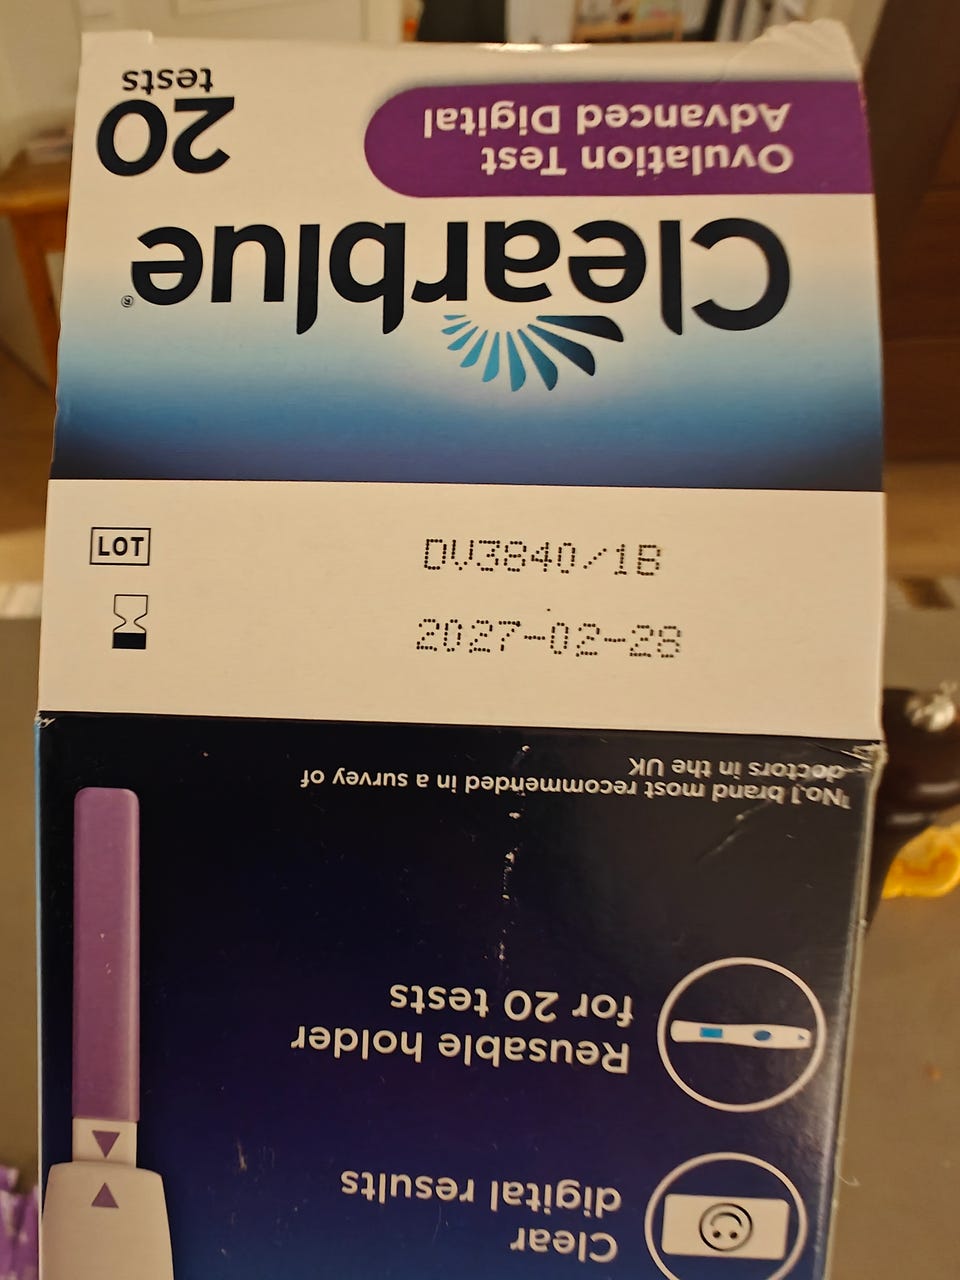 20
tests
Ovulation Test
Advanced Digital
Clearblue®
LOT
DV3840/1B
2027-02-28
¹No.1 brand most recommended in a survey of
doctors in the UK
Reusable holder
for 20 tests
Clear
digital results